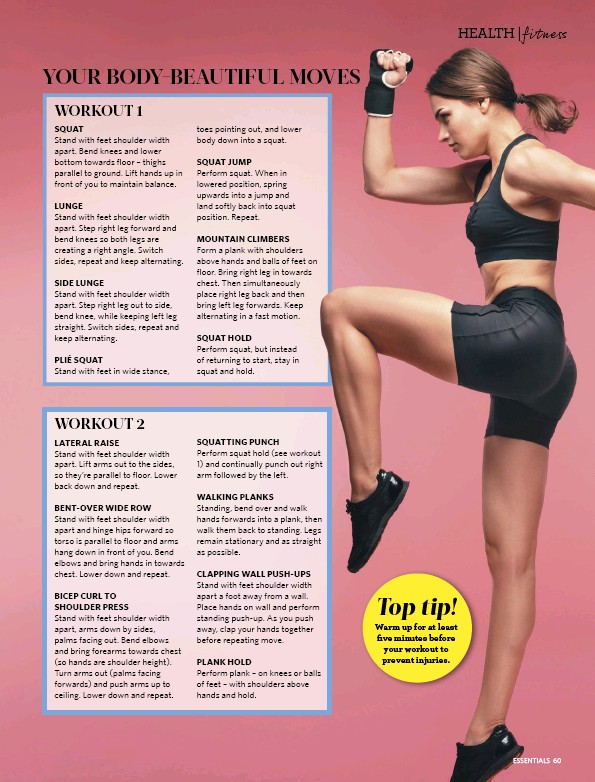 HEALTH | fitness
YOUR BODY-BEAUTIFUL MOVES
WORKOUT 1
SQUAT
Stand with feet shoulder width
apart. Bend knees and lower
bottom towards floor – thighs
parallel to ground. Lift hands up in
front of you to maintain balance.
LUNGE
Stand with feet shoulder width
apart. Step right leg forward and
bend knees so both legs are
creating a right angle. Switch
sides, repeat and keep alternating.
SIDE LUNGE
Stand with feet shoulder width
apart. Step right leg out to side,
bend knee, while keeping left leg
straight. Switch sides, repeat and
keep alternating.
PLIÉ SQUAT
Stand with feet in wide stance,
toes pointing out, and lower
body down into a squat.
SQUAT JUMP
Perform squat. When in
lowered position, spring
upwards into a jump and
land softly back into squat
position. Repeat.
MOUNTAIN CLIMBERS
Form a plank with shoulders
above hands and balls of feet on
floor. Bring right leg in towards
chest. Then simultaneously
place right leg back and then
bring left leg forwards. Keep
alternating in a fast motion.
SQUAT HOLD
Perform squat, but instead
of returning to start, stay in
squat and hold.
WORKOUT 2
LATERAL RAISE
Stand with feet shoulder width
apart. Lift arms out to the sides,
so they're parallel to floor. Lower
back down and repeat.
BENT-OVER WIDE ROW
Stand with feet shoulder width
apart and hinge hips forward so
torso is parallel to floor and arms
hang down in front of you. Bend
elbows and bring hands in towards
chest. Lower down and repeat.
BICEP CURL TO
SHOULDER PRESS
Stand with feet shoulder width
apart, arms down by sides,
palms facing out. Bend elbows
and bring forearms towards chest
(so hands are shoulder height).
Turn arms out (palms facing
forwards) and push arms up to
ceiling. Lower down and repeat.
SQUATTING PUNCH
Perform squat hold (see workout
1) and continually punch out right
arm followed by the left.
WALKING PLANKS
Standing, bend over and walk
hands forwards into a plank, then
walk them back to standing. Legs
remain stationary and as straight
as possible.
CLAPPING WALL PUSH-UPS
Stand with feet shoulder width
apart a foot away from a wall.
Place hands on wall and perform
standing push-up. As you push
away, clap your hands together
before repeating move.
PLANK HOLD
Perform plank – on knees or balls
of feet – with shoulders above
hands and hold.
Top tip!
Warm up for at least
five minutes before
your workout to
prevent injuries.
ESSENTIALS 60